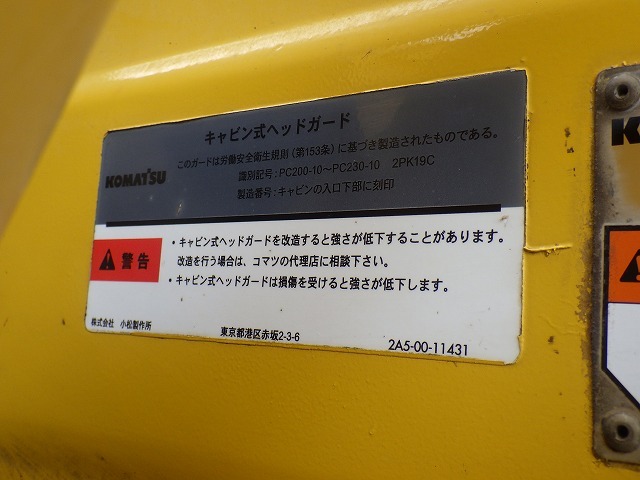 キャビン式ヘッドガード
このガードは労働安全衛生規則（第153条）に基づき製造されたものである。
KOMATSU
識別記号：PC200-10～PC230-10 2PK19C
製造番号：キャビンの入口下部に刻印
警告
・キャビン式ヘッドガードを改造すると強さが低下することがあります。
改造を行う場合は、コマツの代理店に相談下さい。
・キャビン式ヘッドガードは損傷を受けると強さが低下します。
株式会社 小松製作所
東京都港区赤坂2-3-6
2A5-00-11431